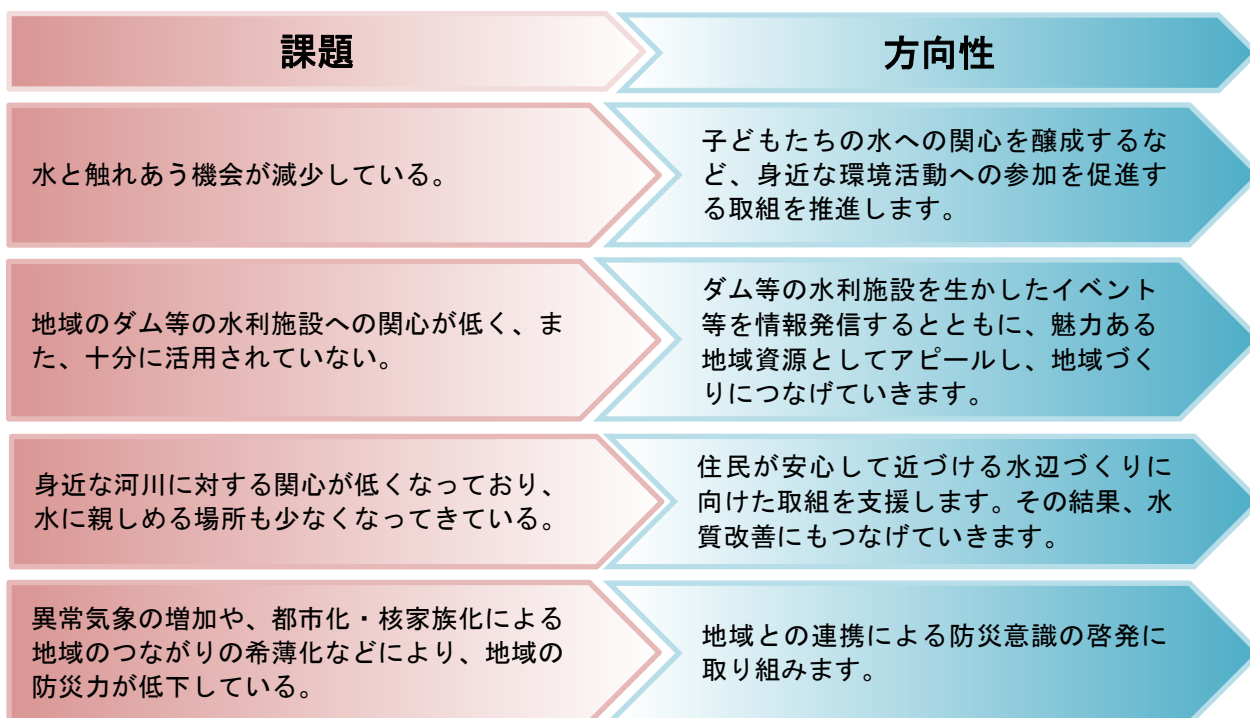 課題
方向性
水と触れあう機会が減少している。
子どもたちの水への関心を醸成するな
ど、身近な環境活動への参加を促進す
る取組を推進します。
地域のダム等の水利施設への関心が低く、ま
た、十分に活用されていない。
ダム等の水利施設を生かしたイベント
等を情報発信するとともに、魅力ある
地域資源としてアピールし、地域づく
りにつなげていきます。
身近な河川に対する関心が低くなっており、
水に親しめる場所も少なくなってきている。
住民が安心して近づける水辺づくりに
向けた取組を支援します。その結果、水
質改善にもつなげていきます。
異常気象の増加や、都市化・核家族化による
地域のつながりの希薄化などにより、地域の
防災力が低下している。
地域との連携による防災意識の啓発に
取り組みます。